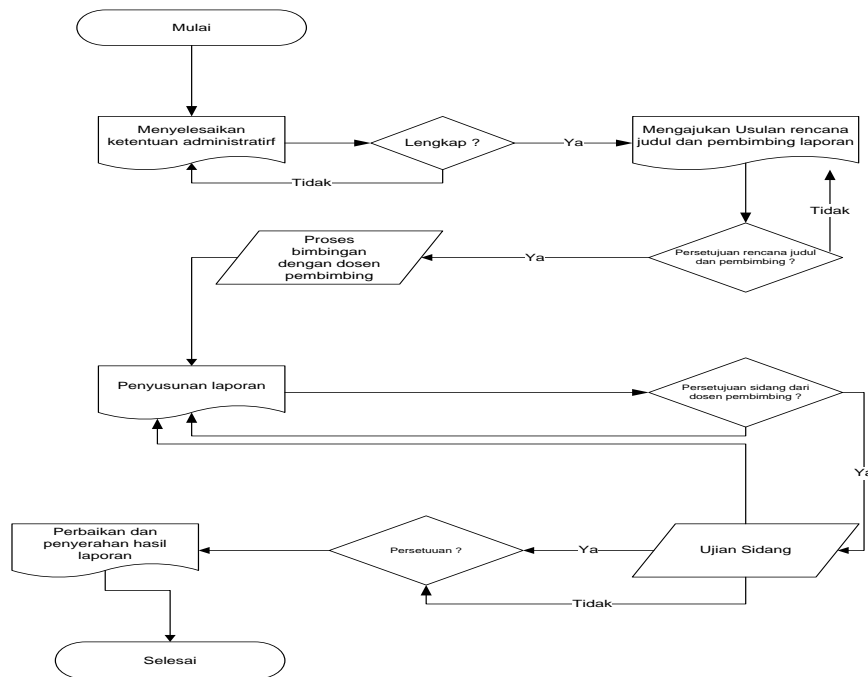 Mulai
Menyelesaikan
ketentuan administratirf
Lengkap ?
Ya
Mengajukan Usulan rencana
judul dan pembimbing laporan
Tidak
Tidak
Proses
bimbingan
dengan dosen
pembimbing
Ya
Persetujuan rencana judul
dan pembimbing ?
Penyusunan laporan
Persetujuan sidang dari
dosen pembimbing ?
Ya
Perbaikan dan
penyerahan hasil
laporan
Persetuuan ?
Ya
Ujian Sidang
Tidak
Selesai